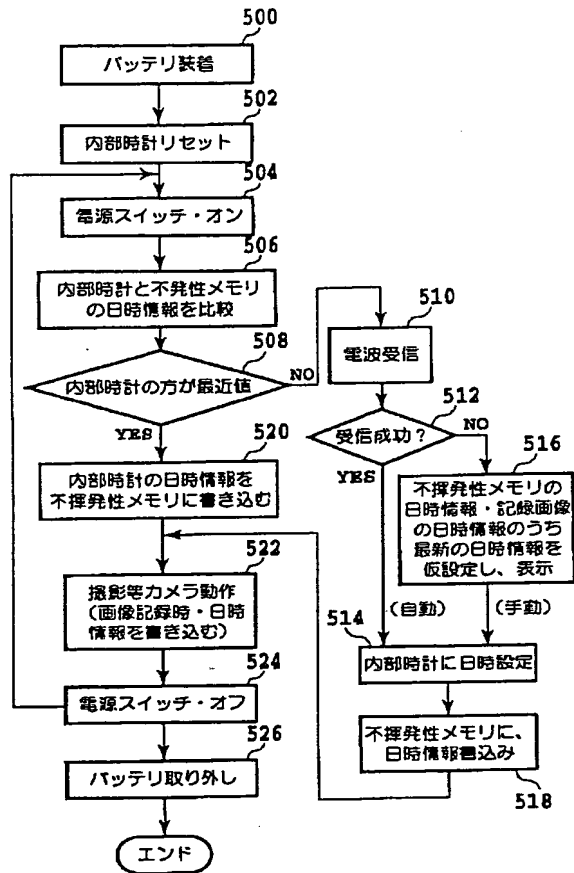 500
バッテリ装着
502
内部時計リセット
504
電源スイッチ・オン
506
内部時計と不発性メモリ
の日時情報を比較
508
内部時計の方が最近値
NO
YES
510
電波受信
512
受信成功？
NO
YES
516
不揮発性メモリの
日時情報・記録画像
の日時情報のうち
最新の日時情報を
仮設定し、表示
(自動)
(手動)
514
内部時計に日時設定
不揮発性メモリに、
日時情報書込み
518
520
内部時計の日時情報を
不揮発性メモリに書き込む
522
撮影等カメラ動作
(画像記録時・日時
情報を書き込む)
524
電源スイッチ・オフ
526
バッテリ取り外し
エンド